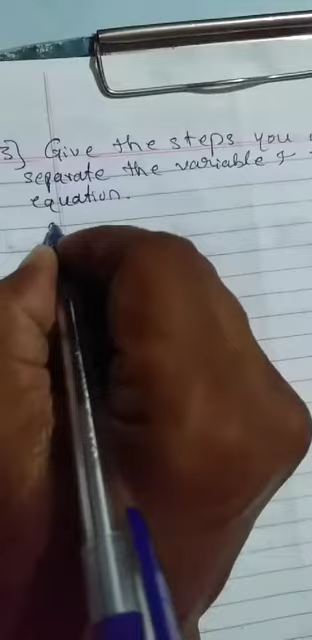 3} Give the steps you
separate the variable &
equation.